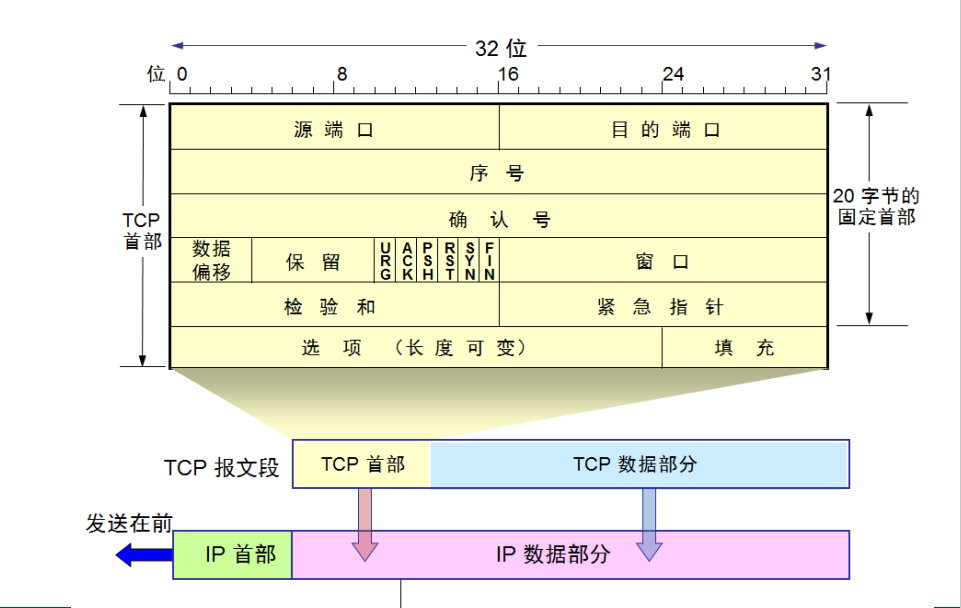 32 位
位 0 8 16 24 31
源 端 口 目 的 端 口
序 号
TCP
首部
20 字节的
固定首部
确 认 号
数据
偏移
保 留
URG ACK PSH RST SYN FIN
窗 口
检 验 和 紧 急 指 针
选 项 （长 度 可 变） 填 充
TCP 报文段 TCP 首部 TCP 数据部分
发送在前
IP 首部 IP 数据部分